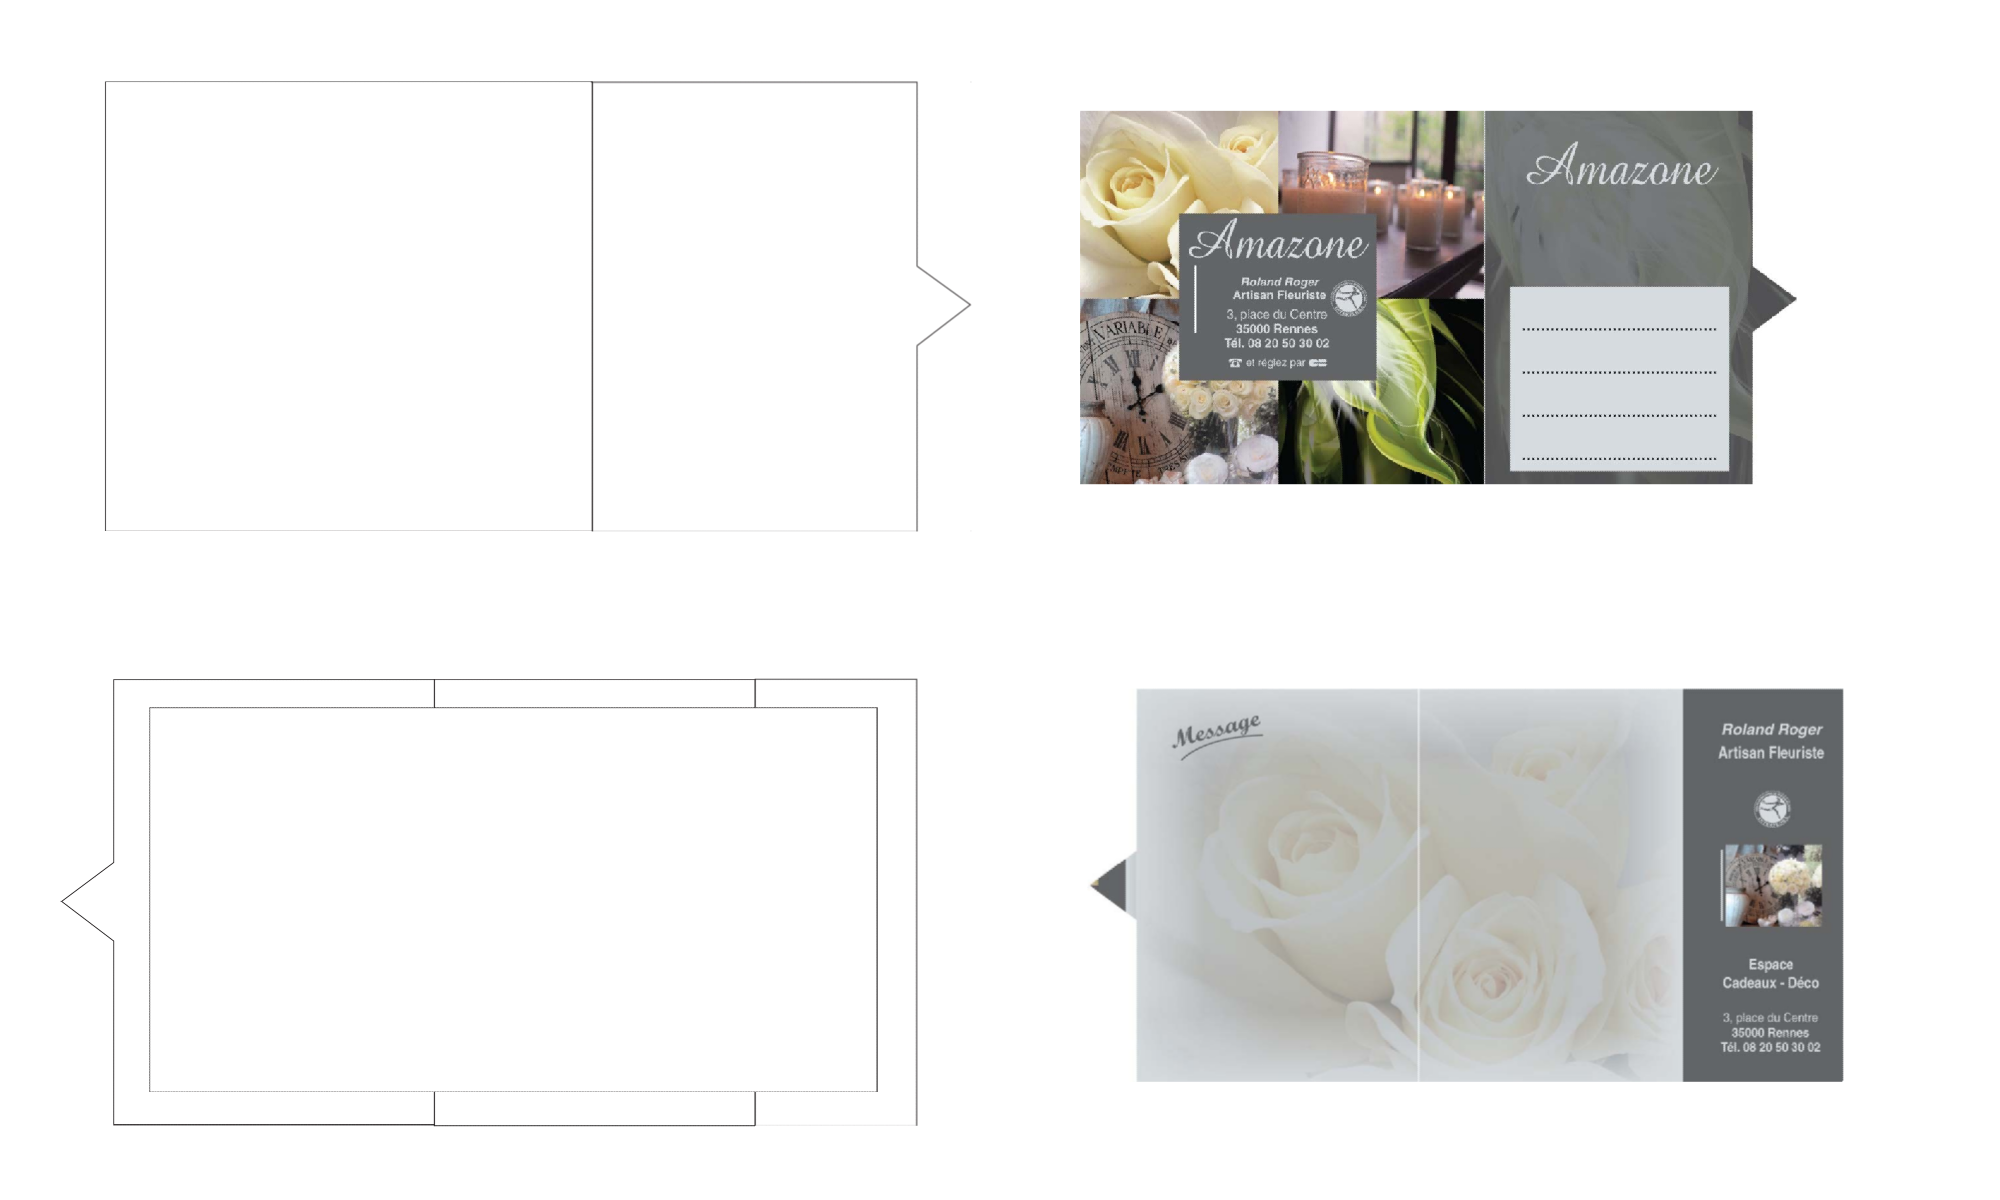 Amazone
Roland Roger
Artisan Fleuriste
3, place du Centre
35000 Rennes
Tél. 08 20 50 30 02
et réglez par
VARIABLE
Amazone
Message
Roland Roger
Artisan Fleuriste
Espace
Cadeaux - Déco
3, place du Centre
35000 Rennes
Tél. 08 20 50 30 02